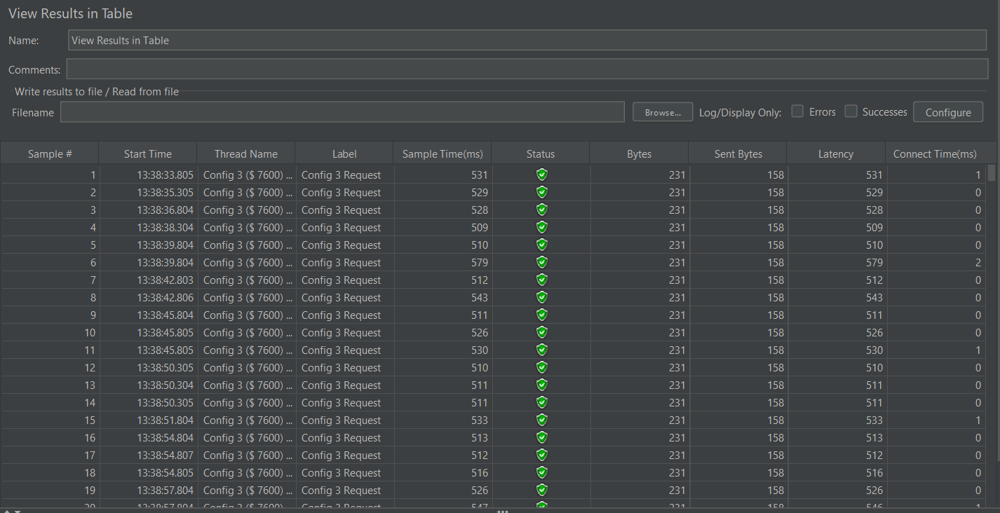 View Results in Table
Name: View Results in Table
Comments:
Write results to file / Read from file
Filename Browse... Log/Display Only: Errors Successes Configure
Sample # Start Time Thread Name Label Sample Time(ms) Status Bytes Sent Bytes Latency Connect Time(ms)
1 13:38:33.805 Config 3 ($ 7600) ... Config 3 Request 531 231 158 531 1
2 13:38:35.305 Config 3 ($ 7600) ... Config 3 Request 529 231 158 529 0
3 13:38:36.804 Config 3 ($ 7600) ... Config 3 Request 528 231 158 528 0
4 13:38:38.304 Config 3 ($ 7600) ... Config 3 Request 509 231 158 509 0
5 13:38:39.804 Config 3 ($ 7600) ... Config 3 Request 510 231 158 510 0
6 13:38:39.804 Config 3 ($ 7600) ... Config 3 Request 579 231 158 579 2
7 13:38:42.803 Config 3 ($ 7600) ... Config 3 Request 512 231 158 512 0
8 13:38:42.806 Config 3 ($ 7600) ... Config 3 Request 543 231 158 543 0
9 13:38:45.804 Config 3 ($ 7600) ... Config 3 Request 511 231 158 511 0
10 13:38:45.805 Config 3 ($ 7600) ... Config 3 Request 526 231 158 526 0
11 13:38:45.805 Config 3 ($ 7600) ... Config 3 Request 530 231 158 530 1
12 13:38:50.305 Config 3 ($ 7600) ... Config 3 Request 510 231 158 510 0
13 13:38:50.304 Config 3 ($ 7600) ... Config 3 Request 511 231 158 511 0
14 13:38:50.305 Config 3 ($ 7600) ... Config 3 Request 511 231 158 511 0
15 13:38:51.804 Config 3 ($ 7600) ... Config 3 Request 533 231 158 533 1
16 13:38:54.804 Config 3 ($ 7600) ... Config 3 Request 513 231 158 513 0
17 13:38:54.807 Config 3 ($ 7600) ... Config 3 Request 512 231 158 512 0
18 13:38:54.805 Config 3 ($ 7600) ... Config 3 Request 516 231 158 516 0
19 13:38:57.804 Config 3 ($ 7600) ... Config 3 Request 526 231 158 526 0
20 13:38:57.804 Config 3 ($ 7600) ... Config 3 Request 547 231 158 546 1